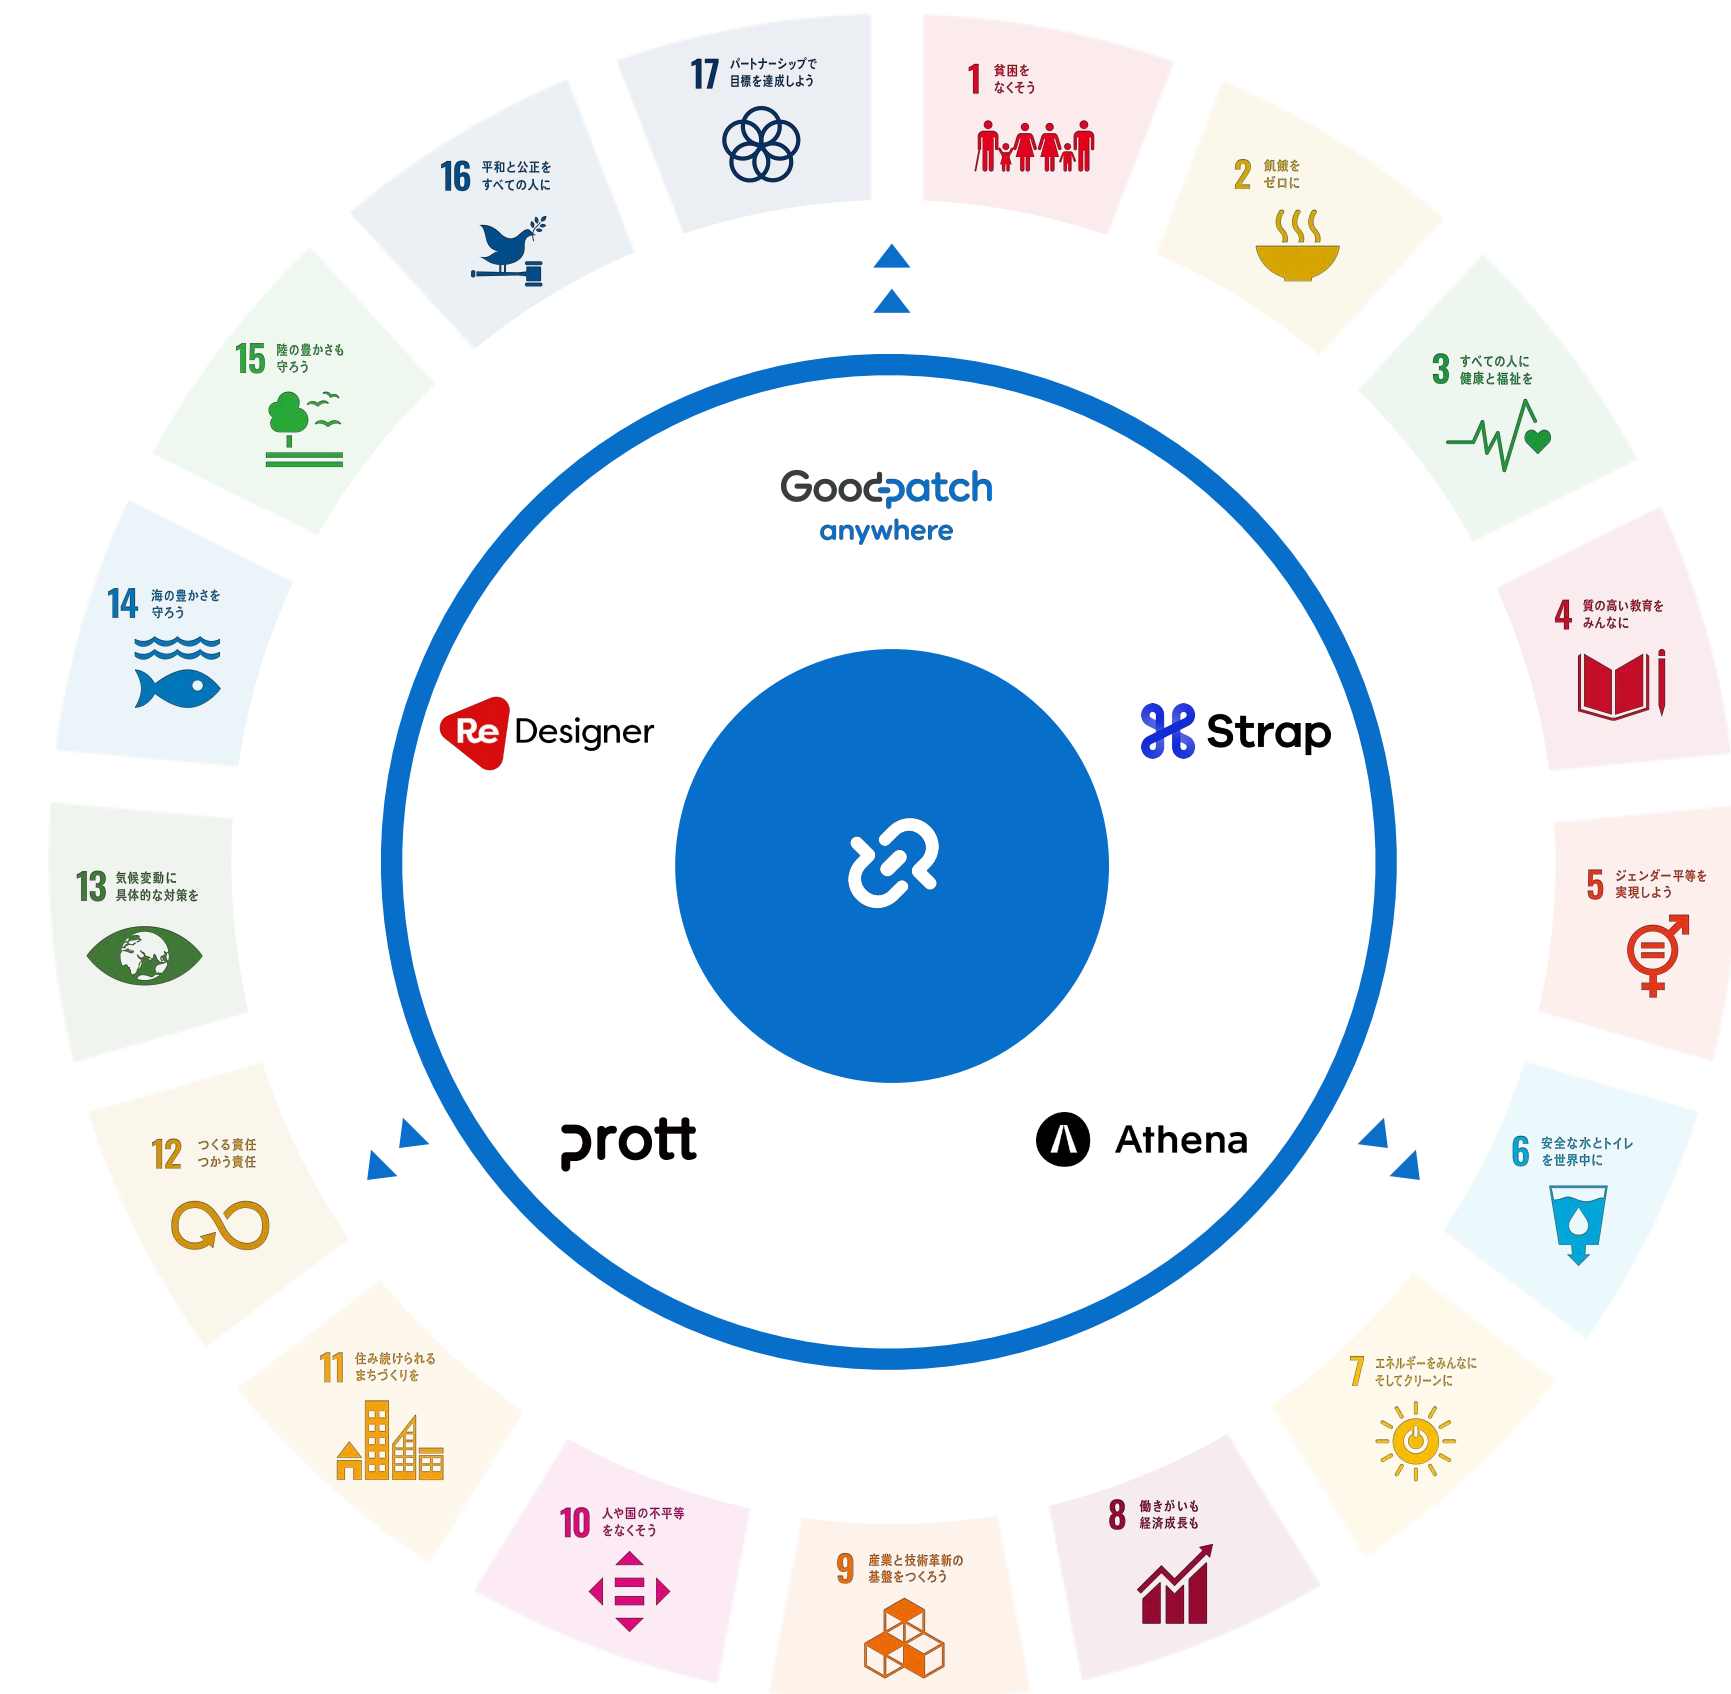 1 貧困を
なくそう
2 飢餓を
ゼロに
3 すべての人に
健康と福祉を
4 質の高い教育を
みんなに
5 ジェンダー平等を
実現しよう
6 安全な水とトイレ
を世界中に
7 エネルギーをみんなに
そしてクリーンに
8 働きがいも
経済成長も
9 産業と技術革新の
基盤をつくろう
10 人や国の不平等
をなくそう
11 住み続けられる
まちづくりを
12 つくる責任
つかう責任
13 気候変動に
具体的な対策を
14 海の豊かさを
守ろう
15 陸の豊かさも
守ろう
16 平和と公正を
すべての人に
17 パートナーシップで
目標を達成しよう
Goodpatch
anywhere
ReDesigner
Strap
prott
Athena